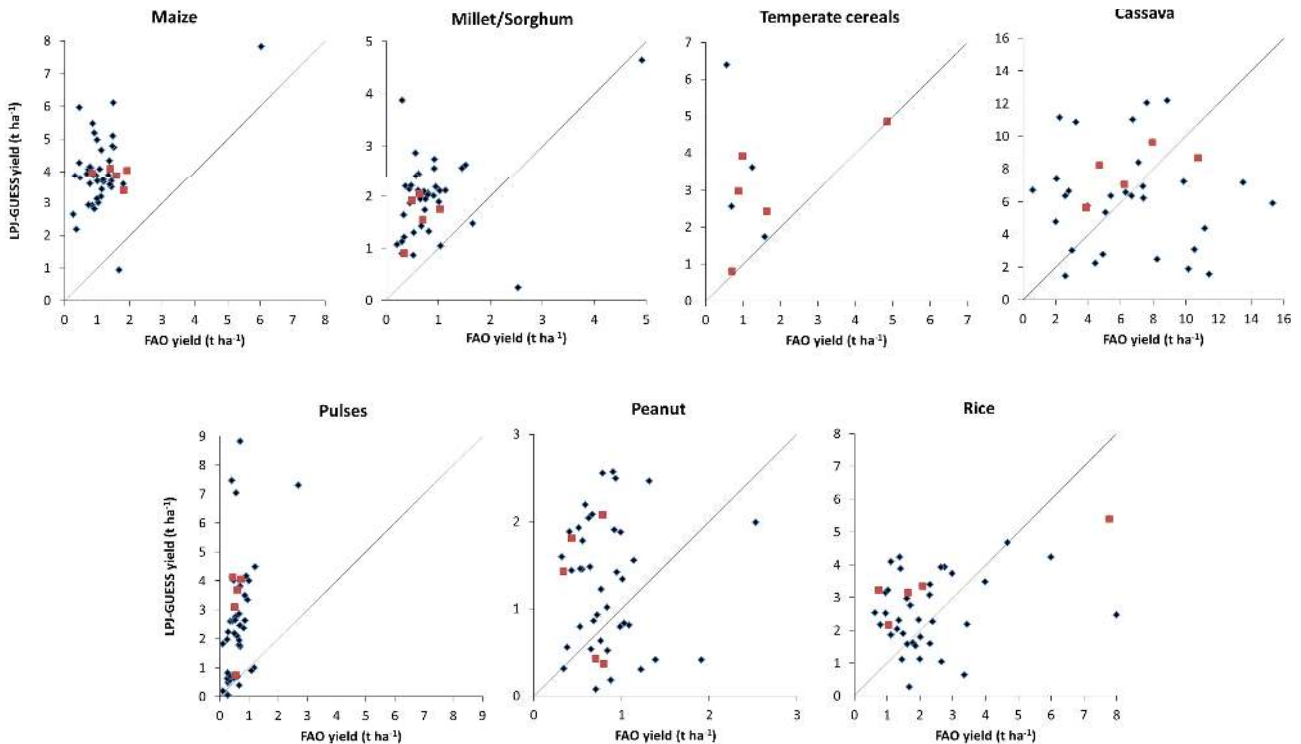 Maize
Millet/Sorghum
Temperate cereals
Cassava
LPJ-GUESS yield (t ha⁻¹)
8
7
6
5
4
3
2
1
0
0 1 2 3 4 5 6 7 8
FAO yield (t ha⁻¹)
5
4
3
2
1
0
0 1 2 3 4 5
FAO yield (t ha⁻¹)
7
6
5
4
3
2
1
0
0 1 2 3 4 5 6 7
FAO yield (t ha⁻¹)
16
14
12
10
8
6
4
2
0
0 2 4 6 8 10 12 14 16
FAO yield (t ha⁻¹)
Pulses
Peanut
Rice
LPJ-GUESS yield (t ha⁻¹)
9
8
7
6
5
4
3
2
1
0
0 1 2 3 4 5 6 7 8 9
FAO yield (t ha⁻¹)
3
2
1
0
0 1 2 3
FAO yield (t ha⁻¹)
8
7
6
5
4
3
2
1
0
0 1 2 3 4 5 6 7 8
FAO yield (t ha⁻¹)